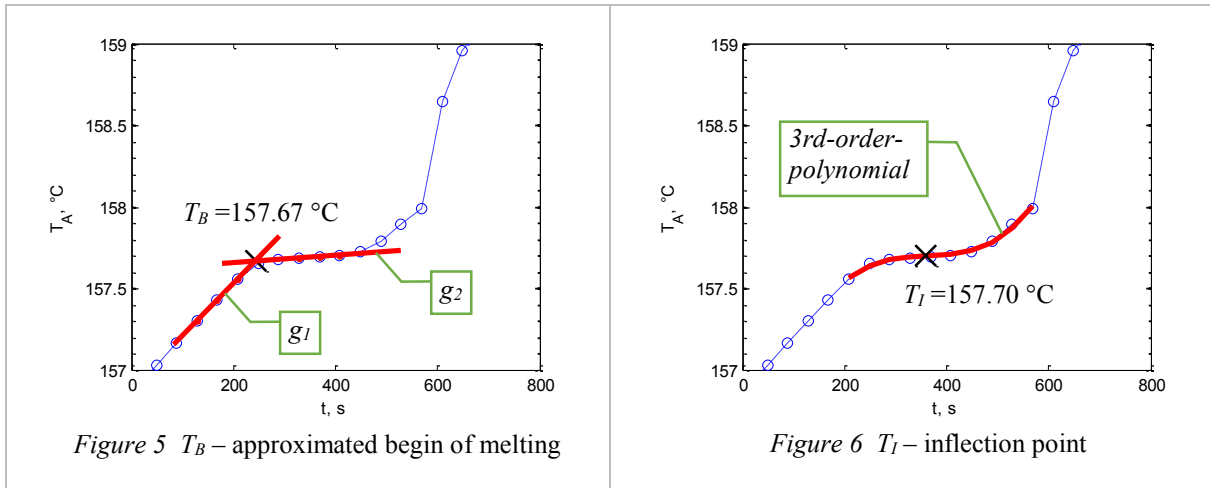 159
158.5
158
157.5
157
T_A, °C
T_B =157.67 °C
g_1
g_2
0 200 400 600 800
t, s
Figure 5 T_B – approximated begin of melting
159
158.5
158
157.5
157
T_A, °C
3rd-order-
polynomial
T_I =157.70 °C
0 200 400 600 800
t, s
Figure 6 T_I – inflection point